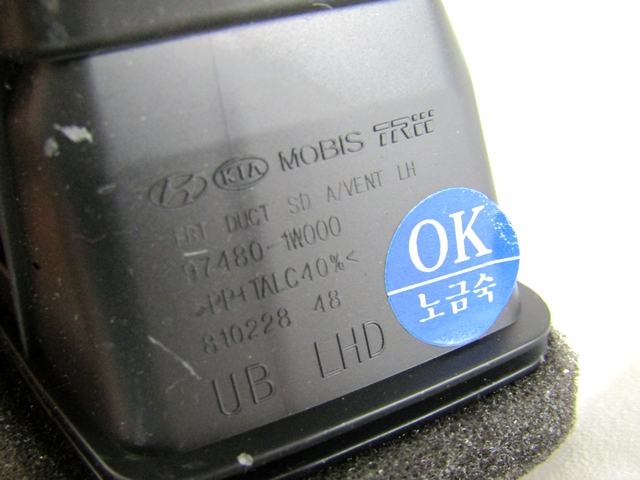 KIA MOBIS TRW
DUCT SD A/VENT LH
97480-1W000
>PP+TALC40%<
810228 48
UB LHD
OK
노금숙